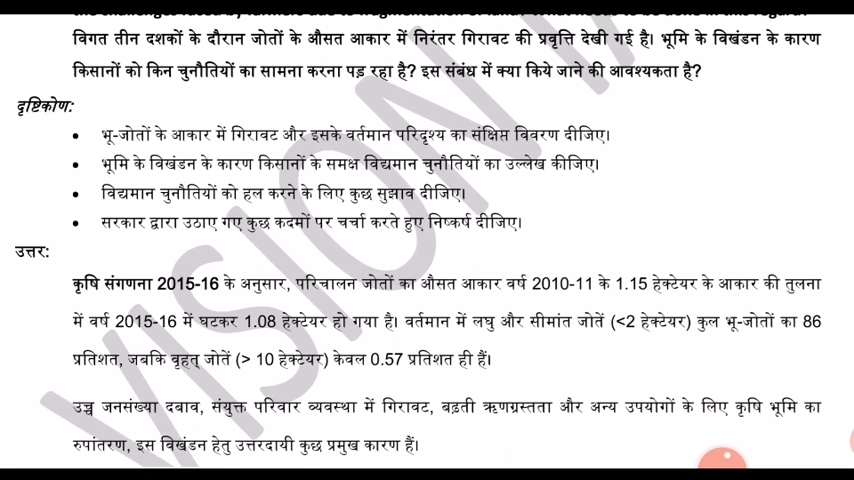 विगत तीन दशकों के दौरान जोतों के औसत आकार में निरंतर गिरावट की प्रवृत्ति देखी गई है। भूमि के विखंडन के कारण
किसानों को किन चुनौतियों का सामना करना पड़ रहा है? इस संबंध में क्या किये जाने की आवश्यकता है?
दृष्टिकोण:
• भू-जोतों के आकार में गिरावट और इसके वर्तमान परिदृश्य का संक्षिप्त विवरण दीजिए।
• भूमि के विखंडन के कारण किसानों के समक्ष विद्यमान चुनौतियों का उल्लेख कीजिए।
• विद्यमान चुनौतियों को हल करने के लिए कुछ सुझाव दीजिए।
• सरकार द्वारा उठाए गए कुछ कदमों पर चर्चा करते हुए निष्कर्ष दीजिए।
उत्तर:
कृषि संगणना 2015-16 के अनुसार, परिचालन जोतों का औसत आकार वर्ष 2010-11 के 1.15 हेक्टेयर के आकार की तुलना
में वर्ष 2015-16 में घटकर 1.08 हेक्टेयर हो गया है। वर्तमान में लघु और सीमांत जोतें (<2 हेक्टेयर) कुल भू-जोतों का 86
प्रतिशत, जबकि वृहत् जोतें (> 10 हेक्टेयर) केवल 0.57 प्रतिशत ही हैं।
उच्च जनसंख्या दबाव, संयुक्त परिवार व्यवस्था में गिरावट, बढ़ती ऋणग्रस्तता और अन्य उपयोगों के लिए कृषि भूमि का
रुपांतरण, इस विखंडन हेतु उत्तरदायी कुछ प्रमुख कारण हैं।
VISION